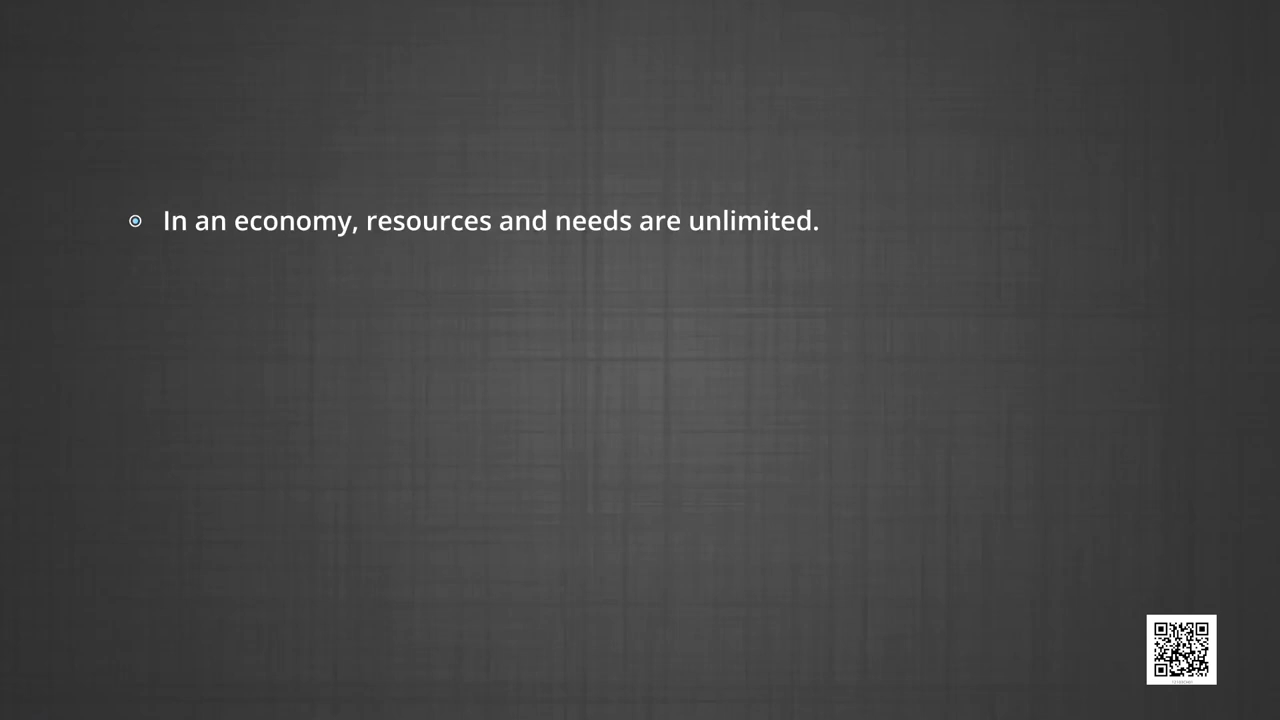 In an economy, resources and needs are unlimited.